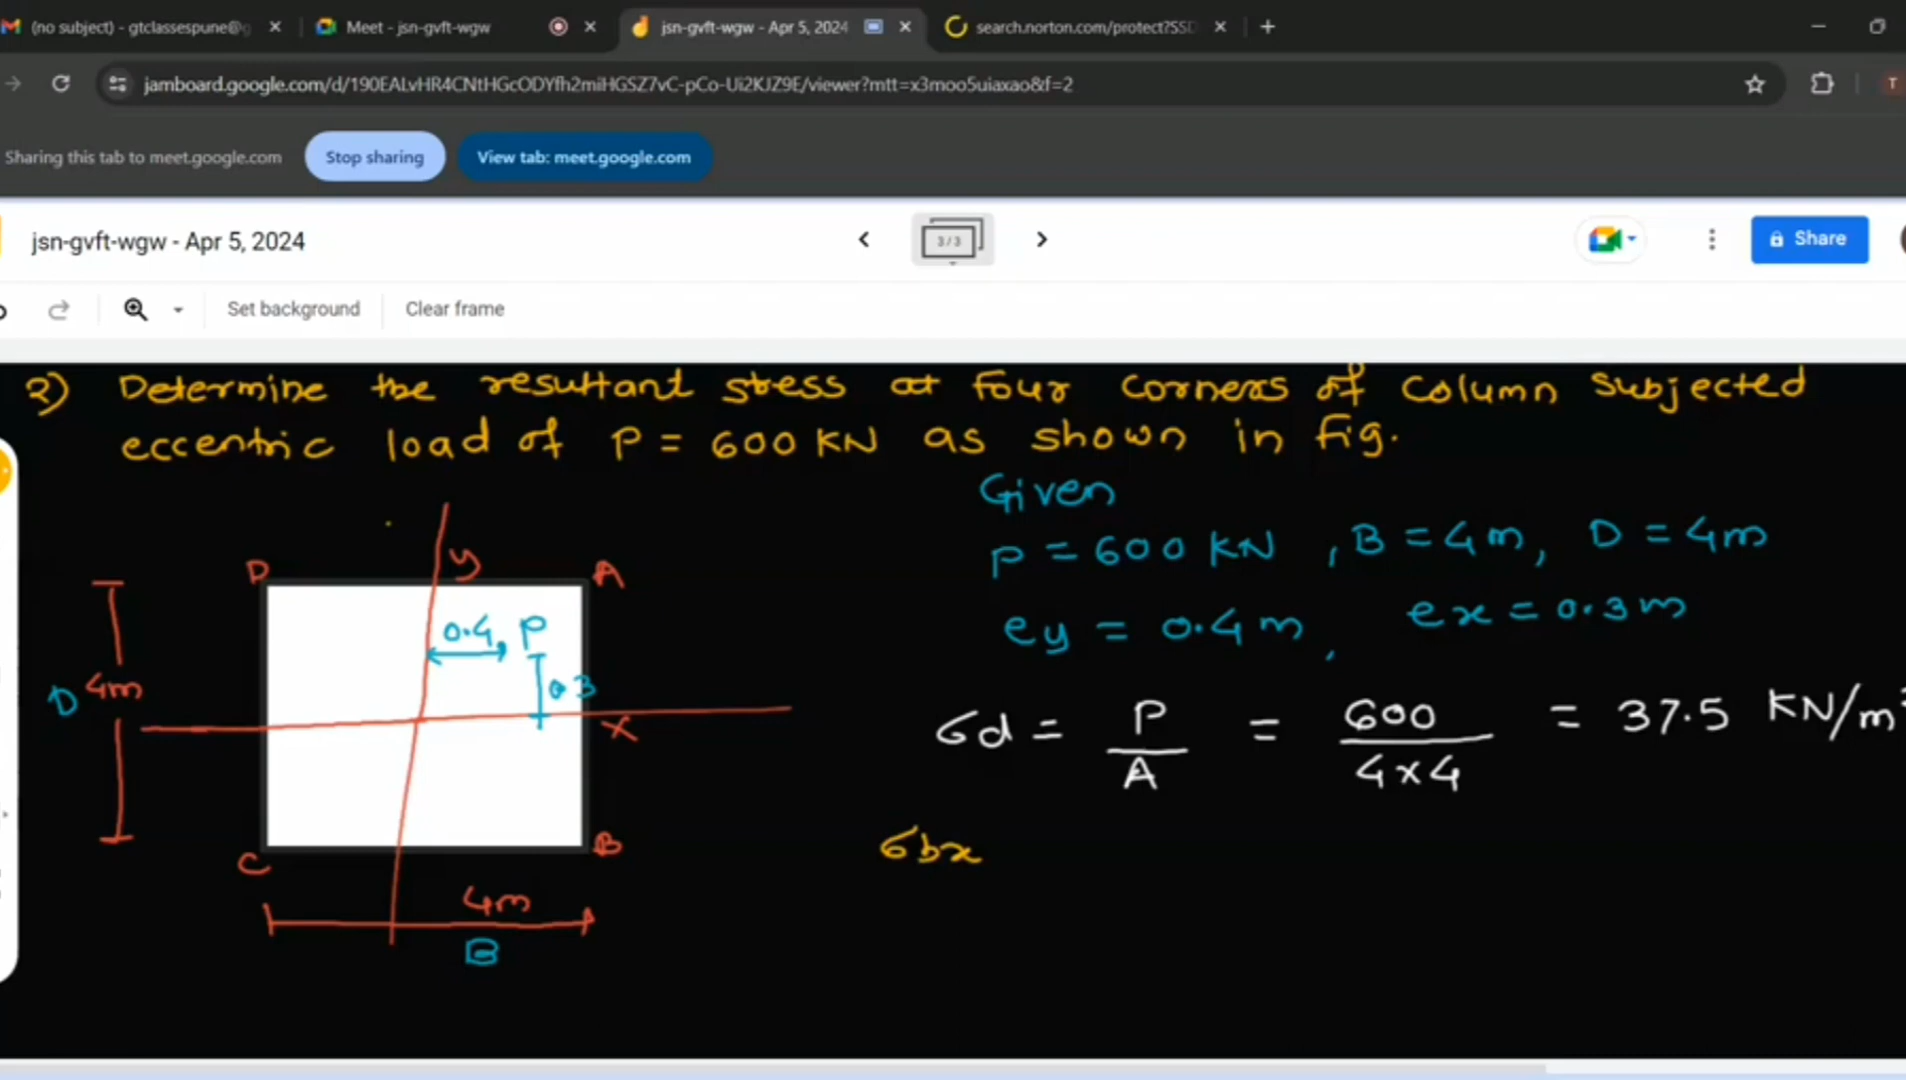 (no subject) - gtclassespune@g
Meet - jsn-gvft-wgw
jsn-gvft-wgw - Apr 5, 2024
search.norton.com/protect?SSD
jamboard.google.com/d/190EALvHR4CNtHGcODYfh2miHGSZ7vC-pCo-Ui2KJZ9E/viewer?mtt=x3moo5uiaxao&f=2
T
Sharing this tab to meet.google.com
Stop sharing
View tab: meet.google.com
jsn-gvft-wgw - Apr 5, 2024
3 / 3
Share
Set background
Clear frame
2) Determine the resultant stress at four corners of column subjected
eccentric load of P = 600 KN as shown in fig.
Given
P = 600 KN , B = 4m, D = 4m
ey = 0.4m , ex = 0.3m
σd = P/A = 600/4×4 = 37.5 KN/m²
σbx
D
y
A
0.4
P
0.3
D
4m
x
C
B
4m
B